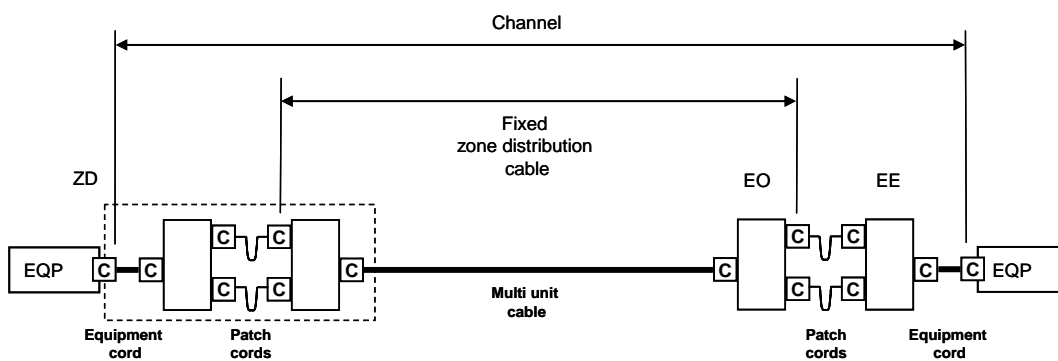 Channel
Fixed
zone distribution
cable
ZD
EO
EE
C C
C C
C C
C C
EQP
C C
C
C
C C
EQP
C C
C C
Multi unit
cable
Equipment
cord
Patch
cords
Patch
cords
Equipment
cord